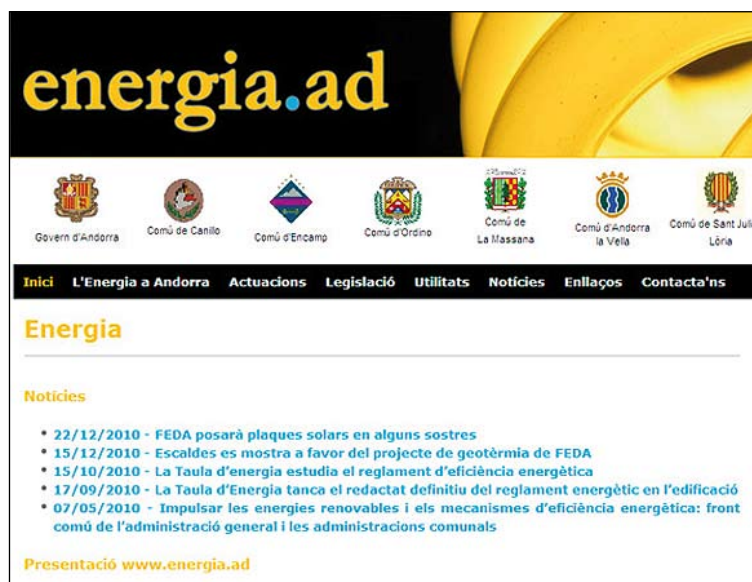 energia.ad
Govern d'Andorra
Comú de Canillo
Comú d'Encamp
Comú d'Ordino
Comú de
La Massana
Comú d'Andorra
la Vella
Comú de Sant Juli
Lòria
Inici L'Energia a Andorra Actuacions Legislació Utilitats Notícies Enllaços Contacta'ns
Energia
Notícies
• 22/12/2010 - FEDA posarà plaques solars en alguns sostres
• 15/12/2010 - Escaldes es mostra a favor del projecte de geotèrmia de FEDA
• 15/10/2010 - La Taula d’energia estudia el reglament d’eficiència energètica
• 17/09/2010 - La Taula d’Energia tanca el redactat definitiu del reglament energètic en l’edificació
• 07/05/2010 - Impulsar les energies renovables i els mecanismes d’eficiència energètica: front
comú de l’administració general i les administracions comunals
Presentació www.energia.ad